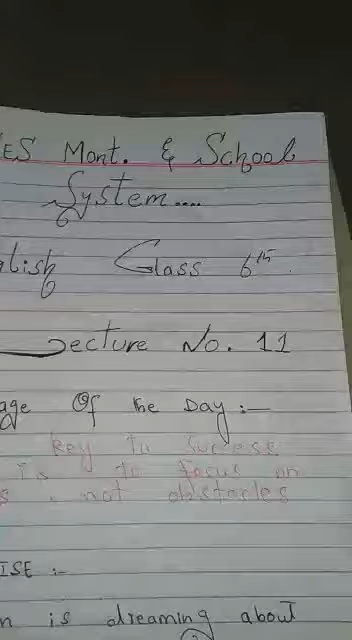 ES Mont. & School
System....
lish Class 6th
Lecture No. 11
age Of the Day :-
key to success
is to focus on
s, not obstacles
ISE :-
n is dreaming about